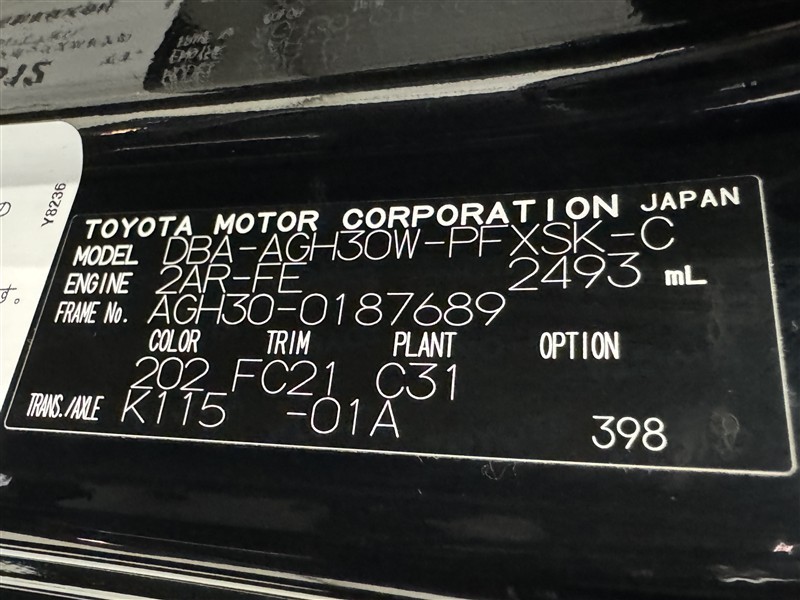 Y8236
TOYOTA MOTOR CORPORATION JAPAN
MODEL DBA-AGH30W-PFXSK-C
ENGINE 2AR-FE 2493 mL
FRAME No. AGH30-0187689
COLOR TRIM PLANT OPTION
202 FC21 C31
TRANS./AXLE K115 -01A
398